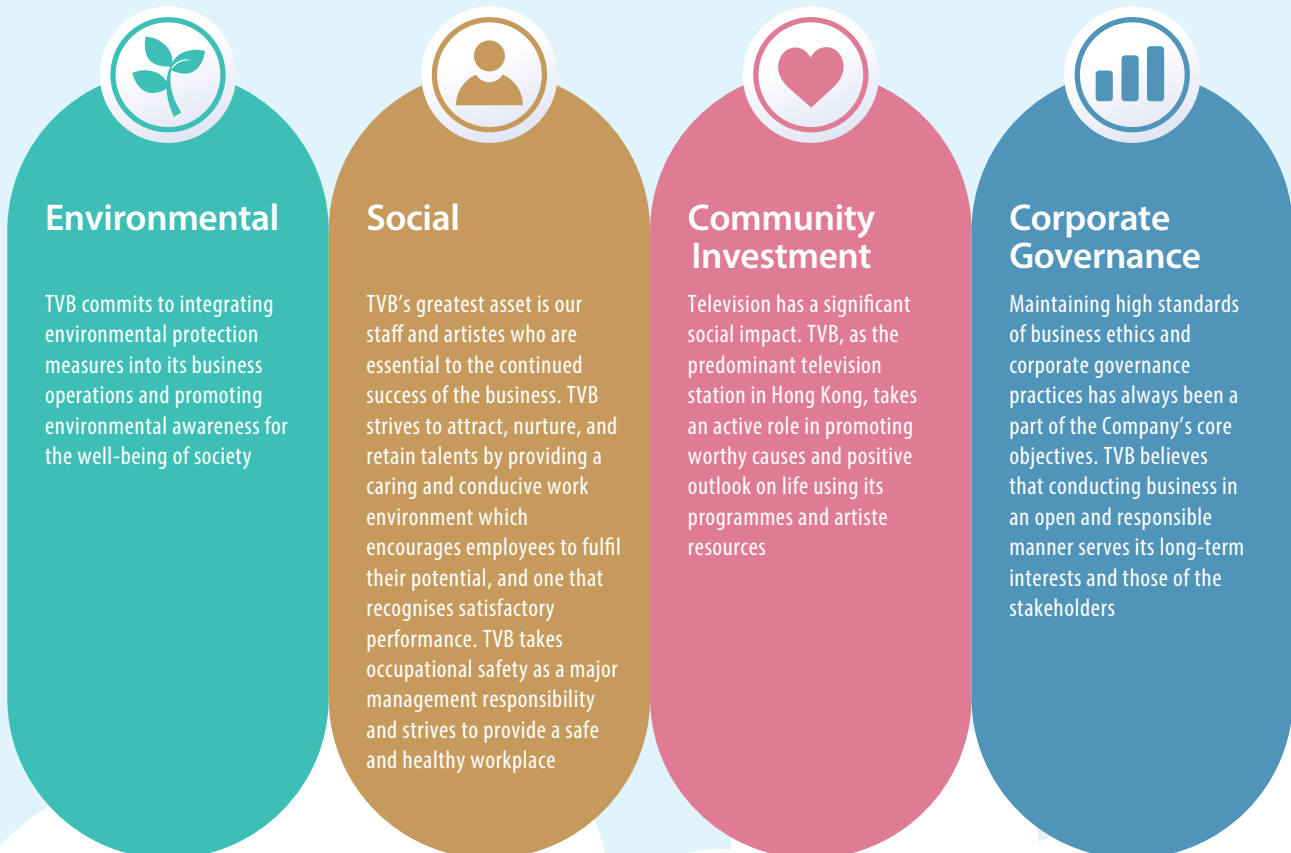 Environmental
TVB commits to integrating
environmental protection
measures into its business
operations and promoting
environmental awareness for
the well-being of society
Social
TVB’s greatest asset is our
staff and artistes who are
essential to the continued
success of the business. TVB
strives to attract, nurture, and
retain talents by providing a
caring and conducive work
environment which
encourages employees to fulfil
their potential, and one that
recognises satisfactory
performance. TVB takes
occupational safety as a major
management responsibility
and strives to provide a safe
and healthy workplace
Community
Investment
Television has a significant
social impact. TVB, as the
predominant television
station in Hong Kong, takes
an active role in promoting
worthy causes and positive
outlook on life using its
programmes and artiste
resources
Corporate
Governance
Maintaining high standards
of business ethics and
corporate governance
practices has always been a
part of the Company’s core
objectives. TVB believes
that conducting business in
an open and responsible
manner serves its long-term
interests and those of the
stakeholders